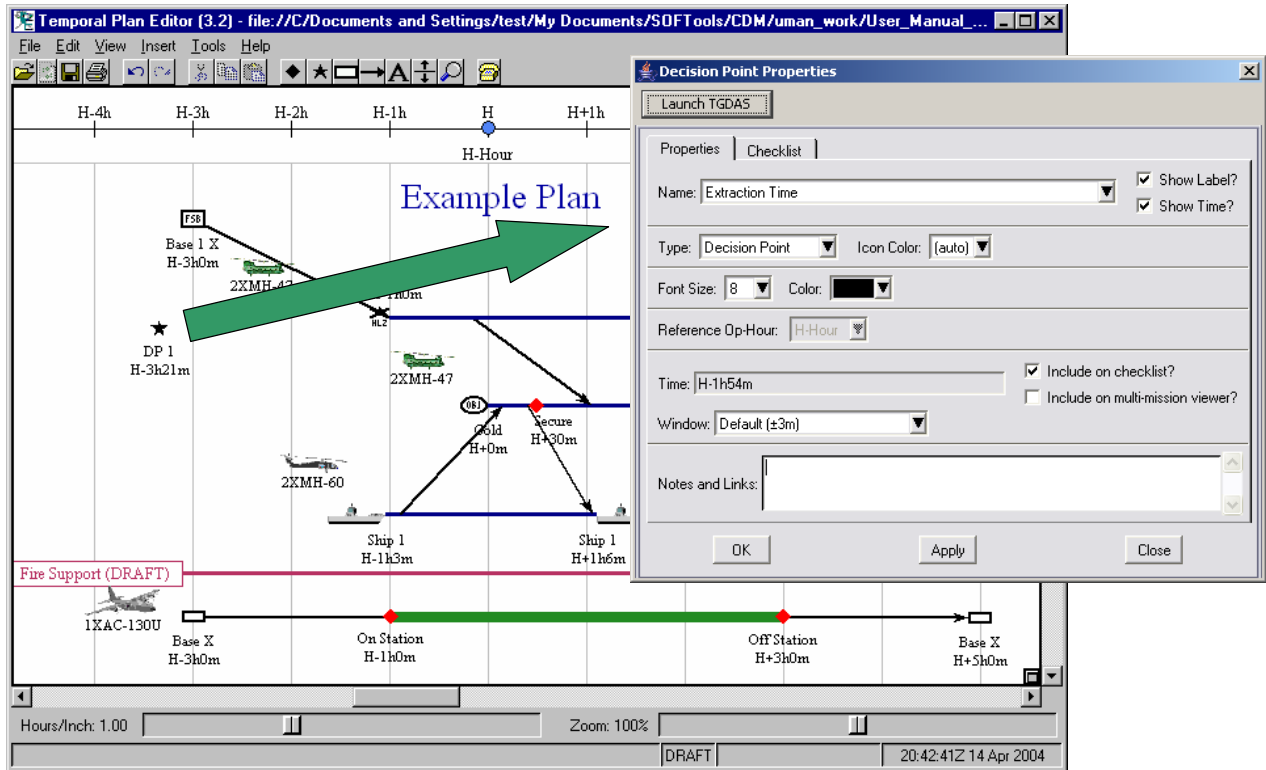 Temporal Plan Editor (3.2) - file://C/Documents and Settings/test/My Documents/SOFTools/CDM/uman_work/User_Manual_...
File Edit View Insert Tools Help
A
H-4h H-3h H-2h H-1h H H+1h
H-Hour
Example Plan
FSB
Base 1 X
H-3h0m
2XMH-47
HLZ
DP 1
H-3h21m
2XMH-47
OBJ
Gold
H+0m
Secure
H+30m
2XMH-60
Ship 1
H-1h3m
Ship 1
H+1h6m
Fire Support (DRAFT)
1XAC-130U
Base X
H-3h0m
On Station
H-1h0m
Off Station
H+3h0m
Base X
H+5h0m
Hours/Inch: 1.00 Zoom: 100%
DRAFT 20:42:41Z 14 Apr 2004
Decision Point Properties
Launch TGDAS
Properties Checklist
Name: Extraction Time
Show Label?
Show Time?
Type: Decision Point Icon Color: (auto)
Font Size: 8 Color:
Reference Op-Hour: H-Hour
Time: H-1h54m
Include on checklist?
Include on multi-mission viewer?
Window: Default (±3m)
Notes and Links:
OK Apply Close